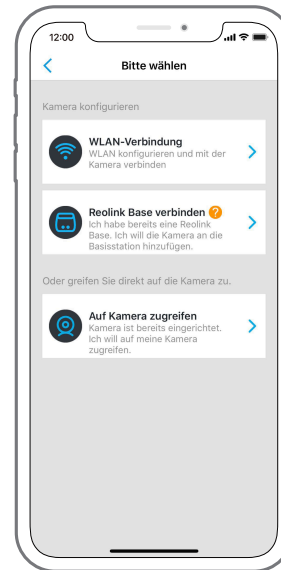 12:00
Bitte wählen
Kamera konfigurieren
WLAN-Verbindung
WLAN konfigurieren und mit der
Kamera verbinden
Reolink Base verbinden ?
Ich habe bereits eine Reolink
Base. Ich will die Kamera an die
Basisstation hinzufügen.
Oder greifen Sie direkt auf die Kamera zu.
Auf Kamera zugreifen
Kamera ist bereits eingerichtet.
Ich will auf meine Kamera
zugreifen.